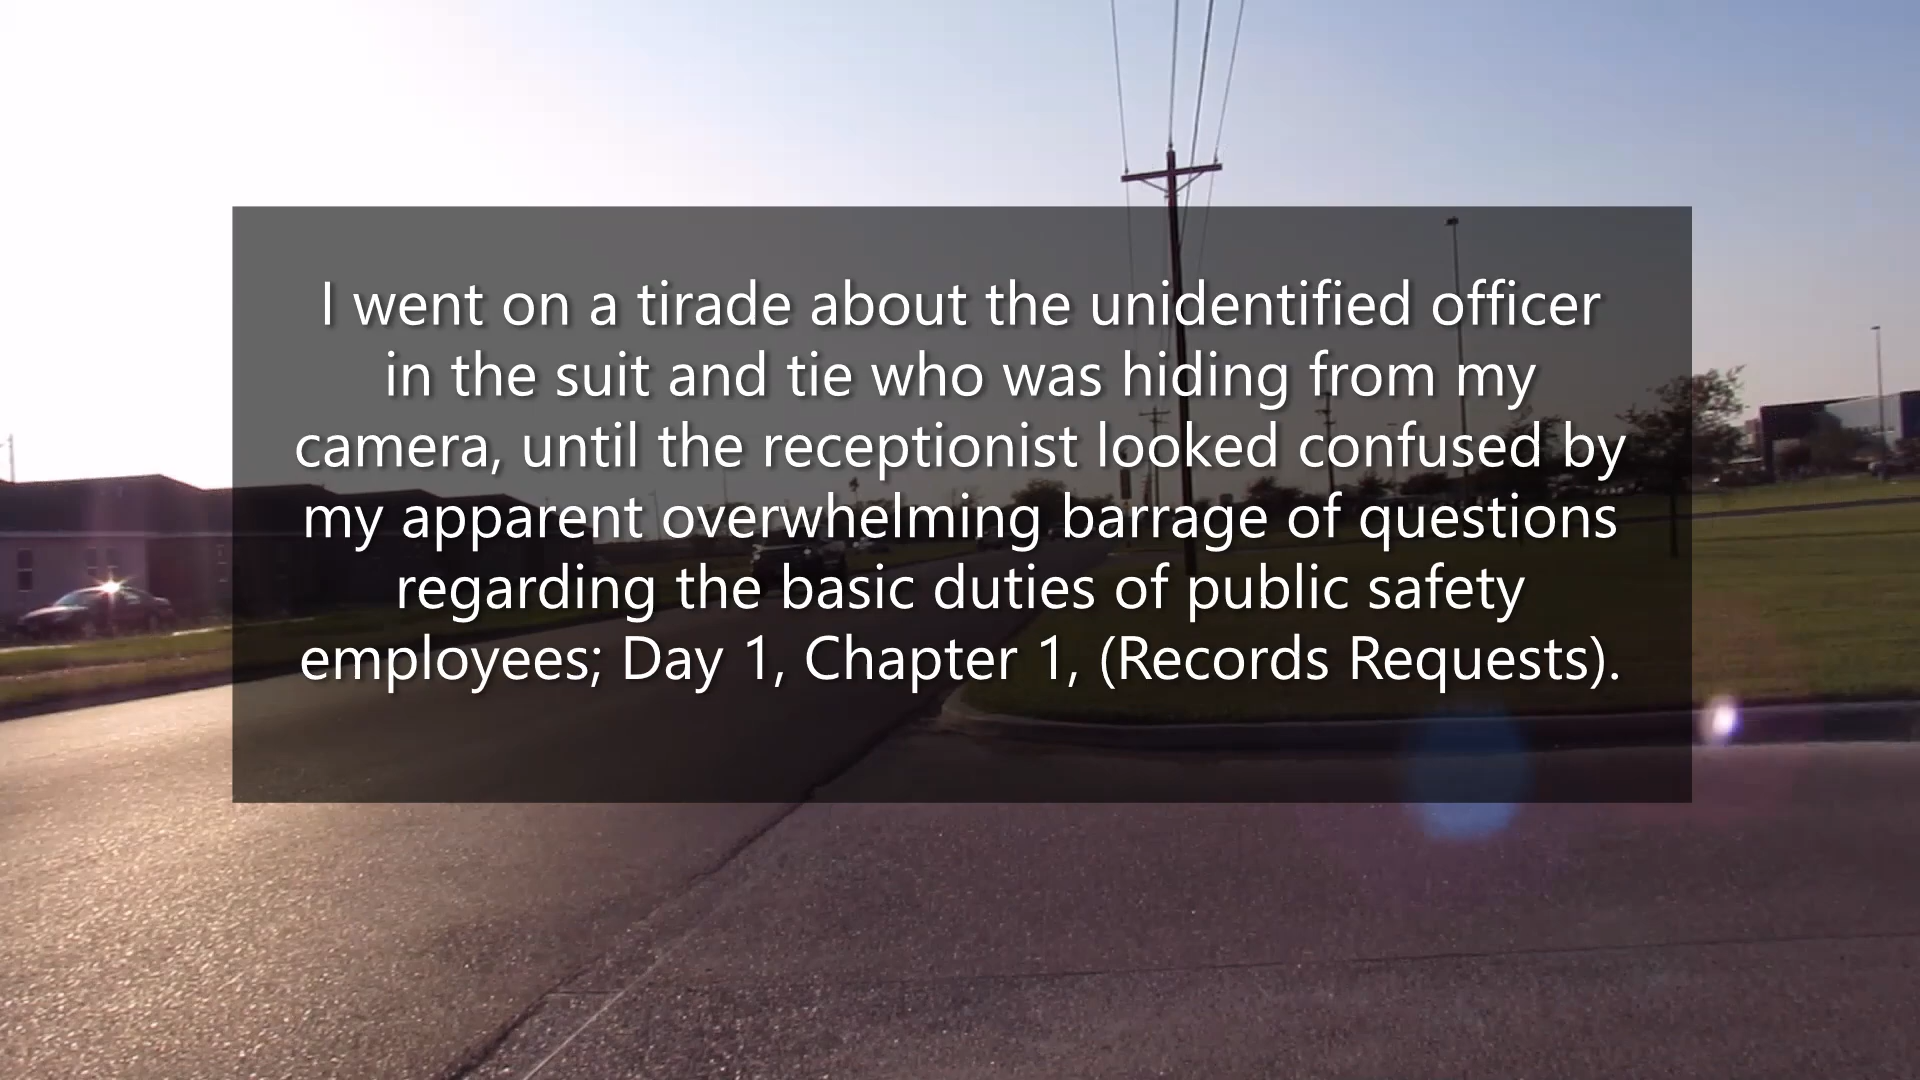 I went on a tirade about the unidentified officer
in the suit and tie who was hiding from my
camera, until the receptionist looked confused by
my apparent overwhelming barrage of questions
regarding the basic duties of public safety
employees; Day 1, Chapter 1, (Records Requests).